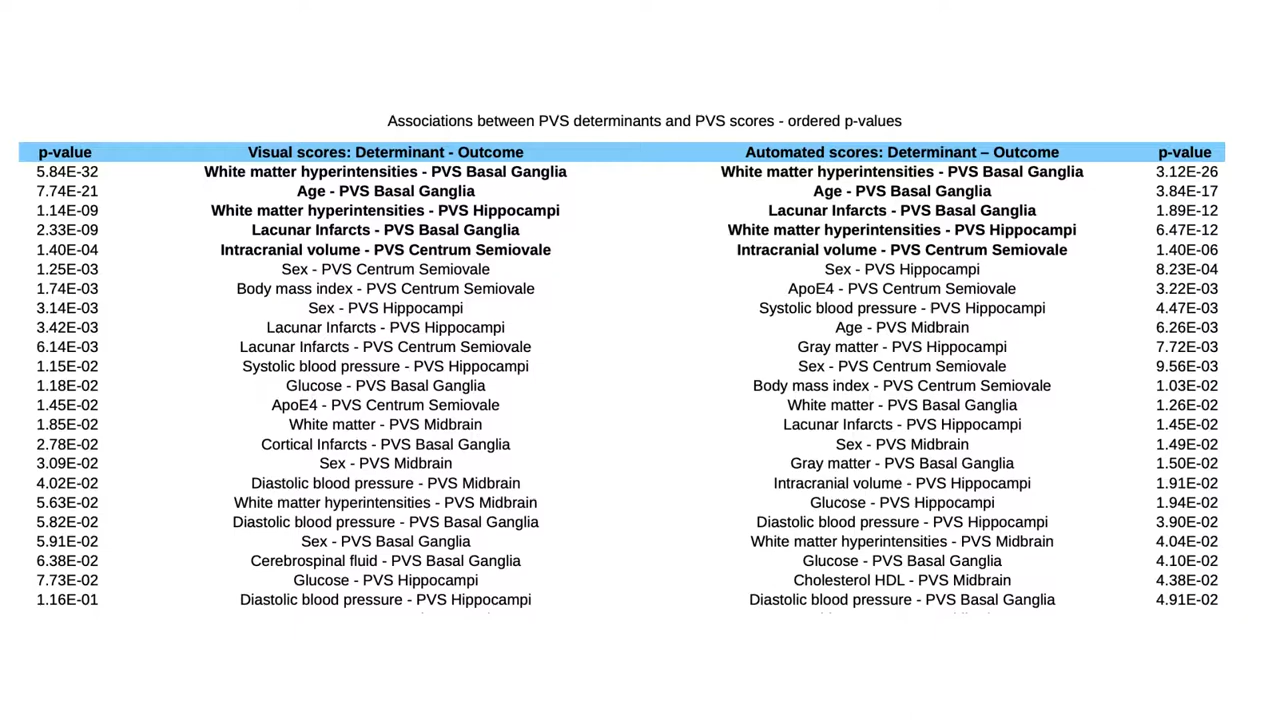 Associations between PVS determinants and PVS scores - ordered p-values
p-value Visual scores: Determinant - Outcome Automated scores: Determinant – Outcome p-value
5.84E-32 White matter hyperintensities - PVS Basal Ganglia White matter hyperintensities - PVS Basal Ganglia 3.12E-26
7.74E-21 Age - PVS Basal Ganglia Age - PVS Basal Ganglia 3.84E-17
1.14E-09 White matter hyperintensities - PVS Hippocampi Lacunar Infarcts - PVS Basal Ganglia 1.89E-12
2.33E-09 Lacunar Infarcts - PVS Basal Ganglia White matter hyperintensities - PVS Hippocampi 6.47E-12
1.40E-04 Intracranial volume - PVS Centrum Semiovale Intracranial volume - PVS Centrum Semiovale 1.40E-06
1.25E-03 Sex - PVS Centrum Semiovale Sex - PVS Hippocampi 8.23E-04
1.74E-03 Body mass index - PVS Centrum Semiovale ApoE4 - PVS Centrum Semiovale 3.22E-03
3.14E-03 Sex - PVS Hippocampi Systolic blood pressure - PVS Hippocampi 4.47E-03
3.42E-03 Lacunar Infarcts - PVS Hippocampi Age - PVS Midbrain 6.26E-03
6.14E-03 Lacunar Infarcts - PVS Centrum Semiovale Gray matter - PVS Hippocampi 7.72E-03
1.15E-02 Systolic blood pressure - PVS Hippocampi Sex - PVS Centrum Semiovale 9.56E-03
1.18E-02 Glucose - PVS Basal Ganglia Body mass index - PVS Centrum Semiovale 1.03E-02
1.45E-02 ApoE4 - PVS Centrum Semiovale White matter - PVS Basal Ganglia 1.26E-02
1.85E-02 White matter - PVS Midbrain Lacunar Infarcts - PVS Hippocampi 1.45E-02
2.78E-02 Cortical Infarcts - PVS Basal Ganglia Sex - PVS Midbrain 1.49E-02
3.09E-02 Sex - PVS Midbrain Gray matter - PVS Basal Ganglia 1.50E-02
4.02E-02 Diastolic blood pressure - PVS Midbrain Intracranial volume - PVS Hippocampi 1.91E-02
5.63E-02 White matter hyperintensities - PVS Midbrain Glucose - PVS Hippocampi 1.94E-02
5.82E-02 Diastolic blood pressure - PVS Basal Ganglia Diastolic blood pressure - PVS Hippocampi 3.90E-02
5.91E-02 Sex - PVS Basal Ganglia White matter hyperintensities - PVS Midbrain 4.04E-02
6.38E-02 Cerebrospinal fluid - PVS Basal Ganglia Glucose - PVS Basal Ganglia 4.10E-02
7.73E-02 Glucose - PVS Hippocampi Cholesterol HDL - PVS Midbrain 4.38E-02
1.16E-01 Diastolic blood pressure - PVS Hippocampi Diastolic blood pressure - PVS Basal Ganglia 4.91E-02